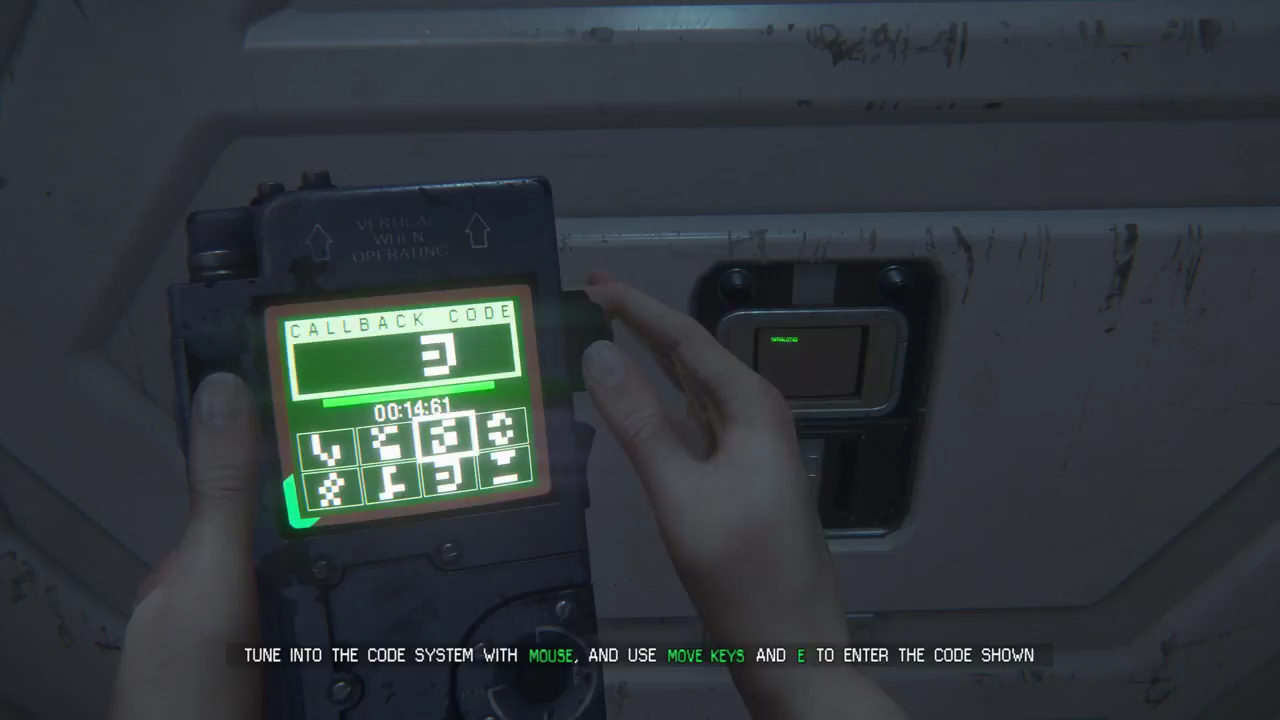 VERTICAL
WHEN
OPERATING
CALLBACK CODE
00:14:61
TUNE INTO THE CODE SYSTEM WITH MOUSE, AND USE MOVE KEYS AND E TO ENTER THE CODE SHOWN